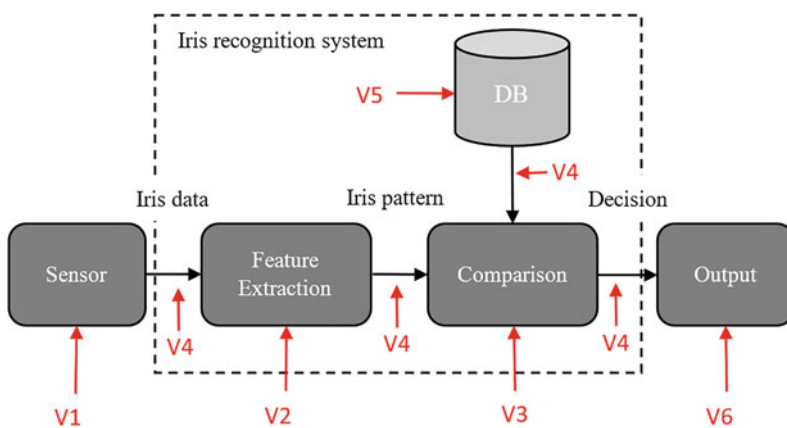 Iris recognition system
DB
V5
V4
Iris data
Iris pattern
Decision
Sensor
Feature
Extraction
Comparison
Output
V4
V4
V4
V1
V2
V3
V6